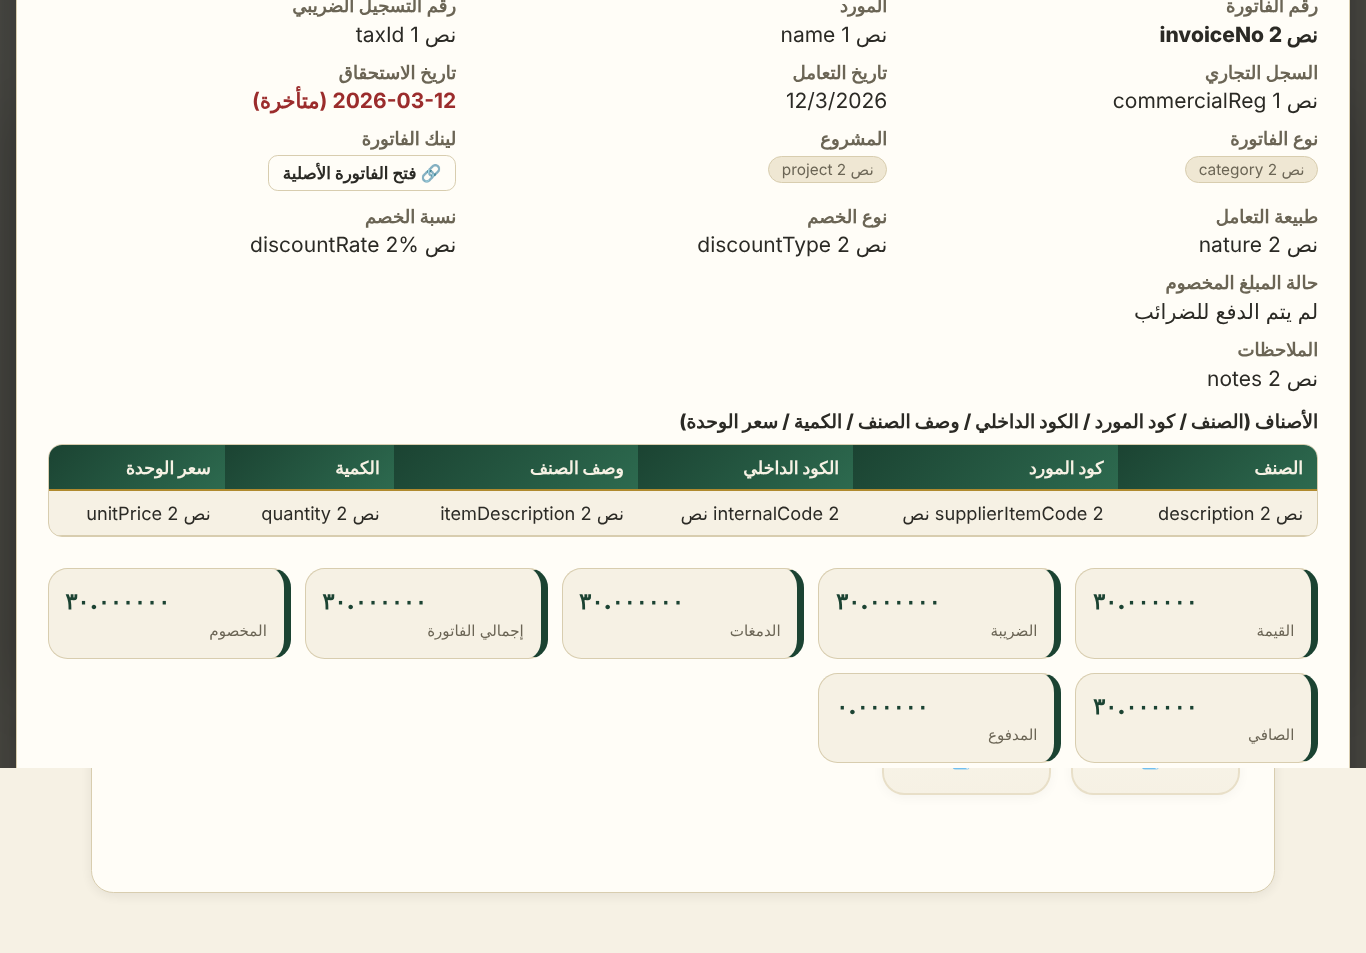 رقم الفاتورة
المورد
رقم التسجيل الضريبي
نص 2 invoiceNo
نص 1 name
نص 1 taxId
السجل التجاري
تاريخ التعامل
تاريخ الاستحقاق
نص 1 commercialReg
12/3/2026
2026-03-12 (متأخرة)
نوع الفاتورة
المشروع
لينك الفاتورة
نص 2 category
نص 2 project
🔗 فتح الفاتورة الأصلية
طبيعة التعامل
نوع الخصم
نسبة الخصم
نص 2 nature
نص 2 discountType
نص 2 discountRate%
حالة المبلغ المخصوم
لم يتم الدفع للضرائب
الملاحظات
نص 2 notes
الأصناف (الصنف / كود المورد / الكود الداخلي / وصف الصنف / الكمية / سعر الوحدة)
الصنف
كود المورد
الكود الداخلي
وصف الصنف
الكمية
سعر الوحدة
نص 2 description
نص supplierItemCode 2
نص internalCode 2
نص 2 itemDescription
نص 2 quantity
نص 2 unitPrice
٣٠.٠٠٠٠٠٠
٣٠.٠٠٠٠٠٠
٣٠.٠٠٠٠٠٠
٣٠.٠٠٠٠٠٠
٣٠.٠٠٠٠٠٠
القيمة
الضريبة
الدمغات
إجمالي الفاتورة
المخصوم
٣٠.٠٠٠٠٠٠
٠.٠٠٠٠٠٠
الصافي
المدفوع